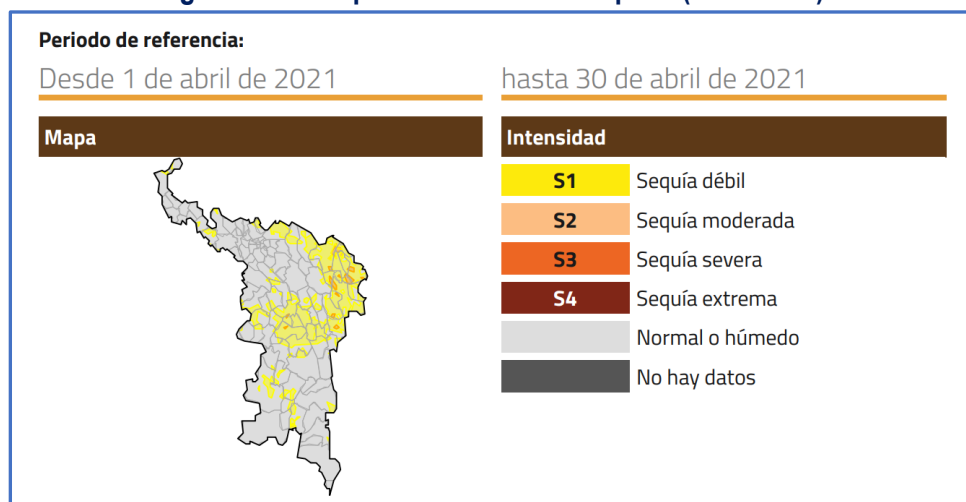 Periodo de referencia:
Desde 1 de abril de 2021
hasta 30 de abril de 2021
Mapa
Intensidad
S1 Sequía débil
S2 Sequía moderada
S3 Sequía severa
S4 Sequía extrema
Normal o húmedo
No hay datos